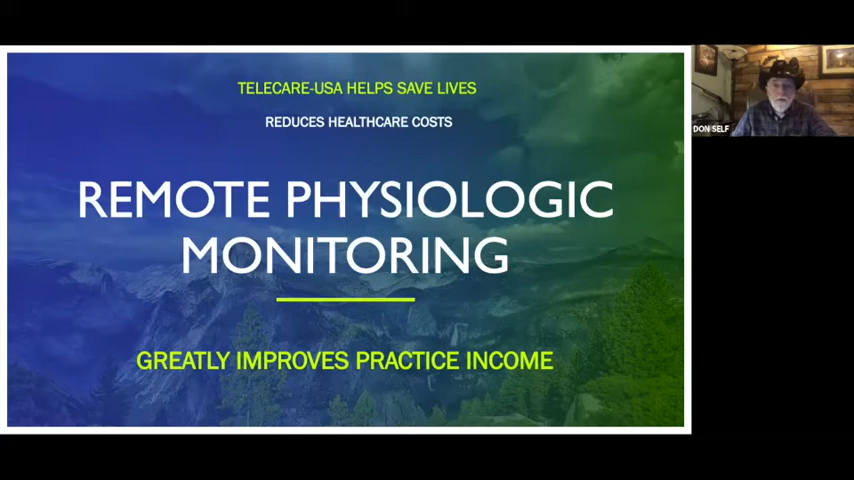 TELECARE-USA HELPS SAVE LIVES
REDUCES HEALTHCARE COSTS
REMOTE PHYSIOLOGIC
MONITORING
GREATLY IMPROVES PRACTICE INCOME
DON SELF